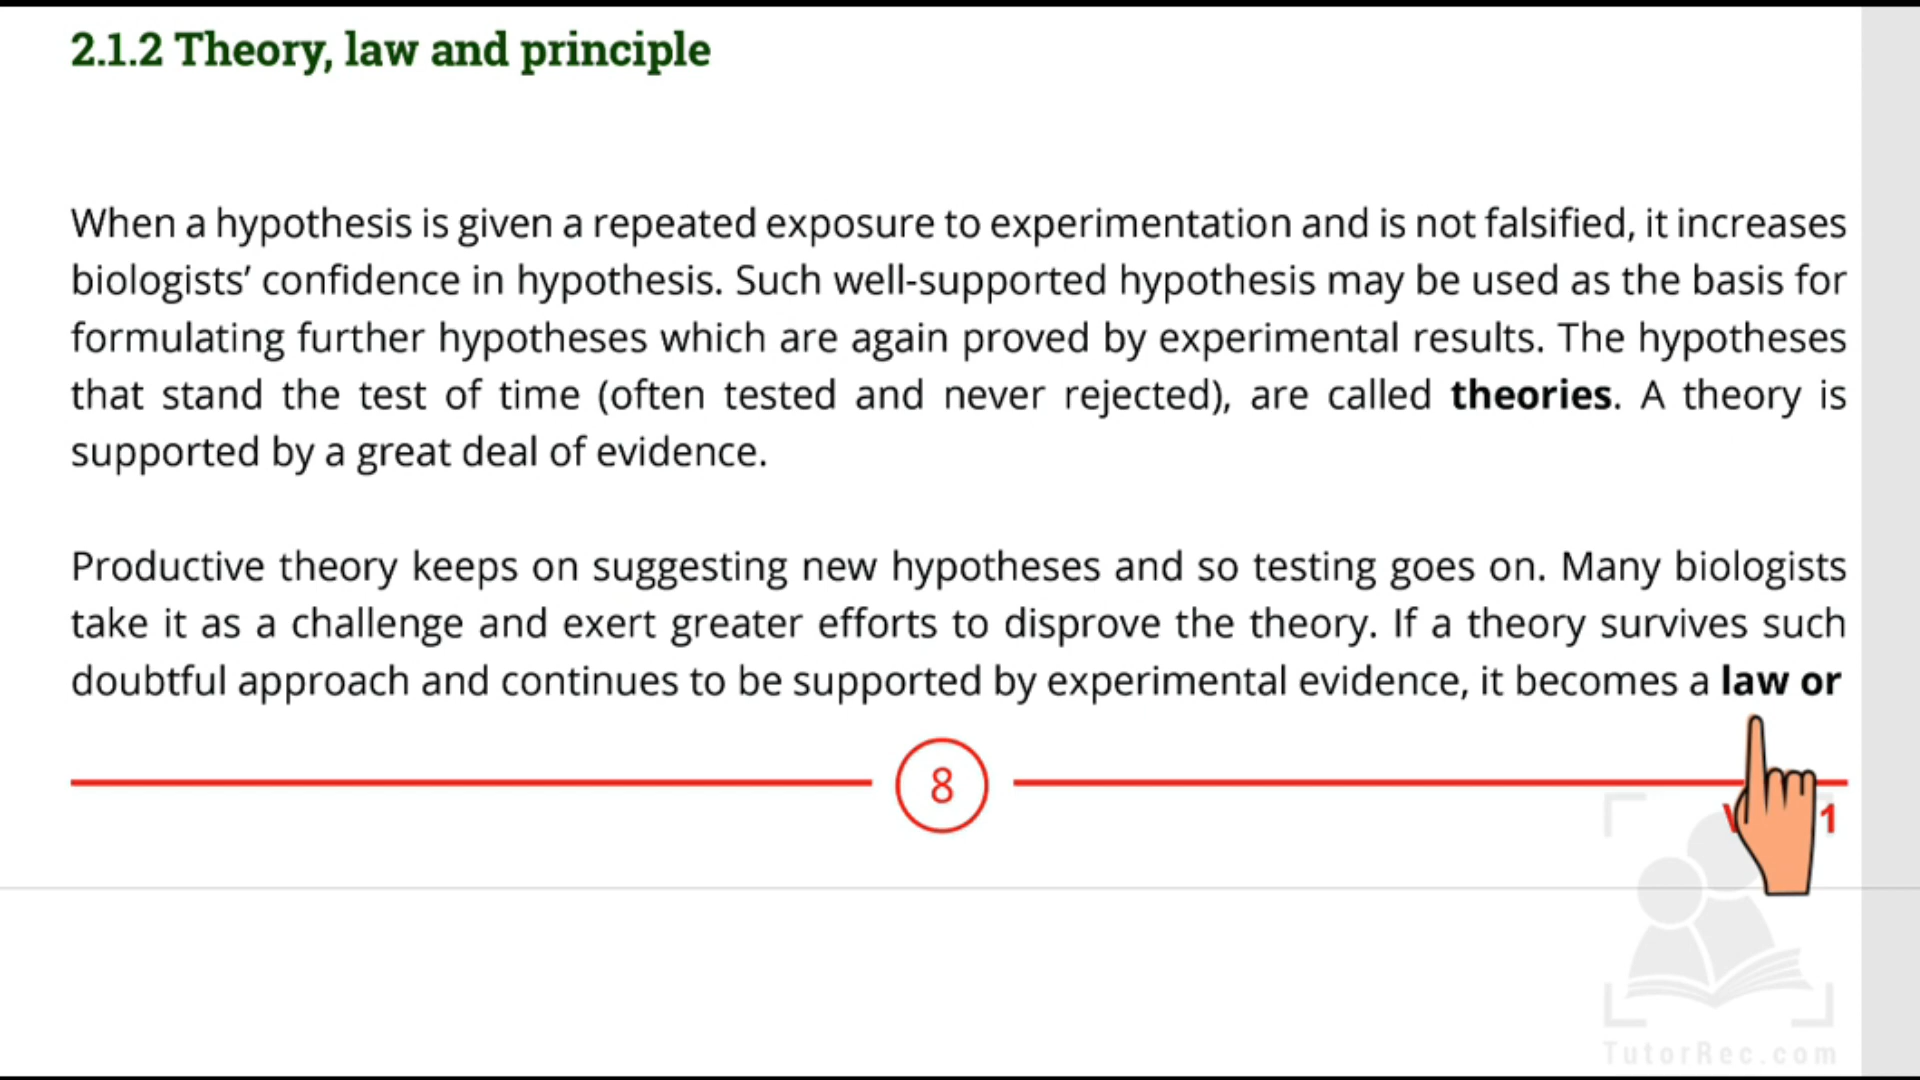 2.1.2 Theory, law and principle
When a hypothesis is given a repeated exposure to experimentation and is not falsified, it increases
biologists’ confidence in hypothesis. Such well-supported hypothesis may be used as the basis for
formulating further hypotheses which are again proved by experimental results. The hypotheses
that stand the test of time (often tested and never rejected), are called theories. A theory is
supported by a great deal of evidence.
Productive theory keeps on suggesting new hypotheses and so testing goes on. Many biologists
take it as a challenge and exert greater efforts to disprove the theory. If a theory survives such
doubtful approach and continues to be supported by experimental evidence, it becomes a law or
8
1
TutorRec.com